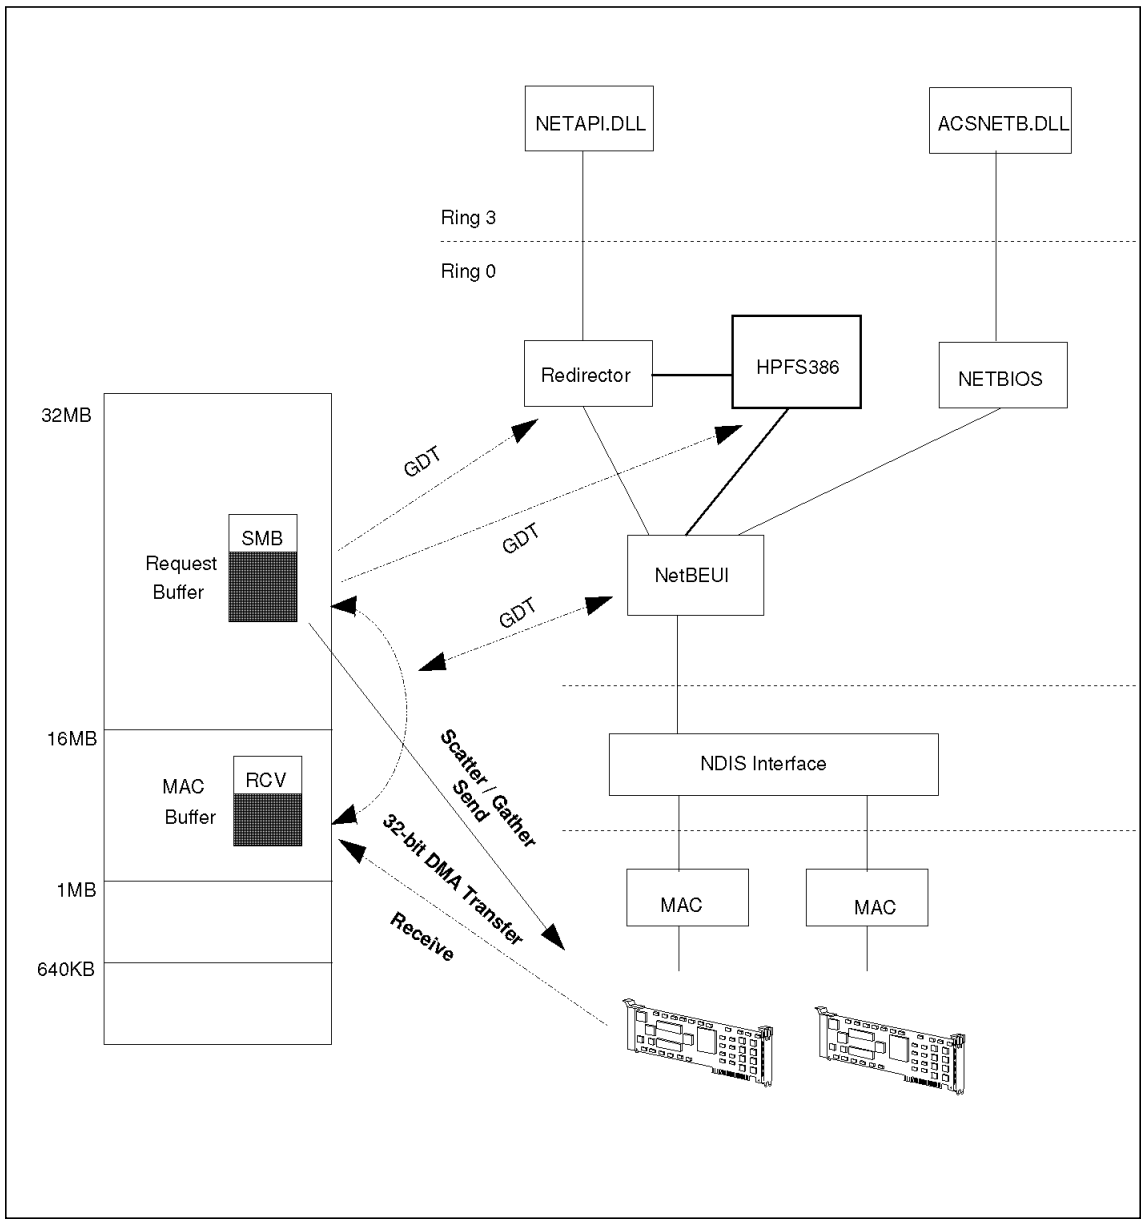 NETAPI.DLL
ACSNETB.DLL
Ring 3
Ring 0
HPFS386
Redirector
NETBIOS
32MB
GDT
SMB
GDT
Request
Buffer
NetBEUI
GDT
16MB
NDIS Interface
Scatter / Gather
Send
RCV
MAC
Buffer
32-bit DMA Transfer
1MB
MAC
MAC
Receive
640KB